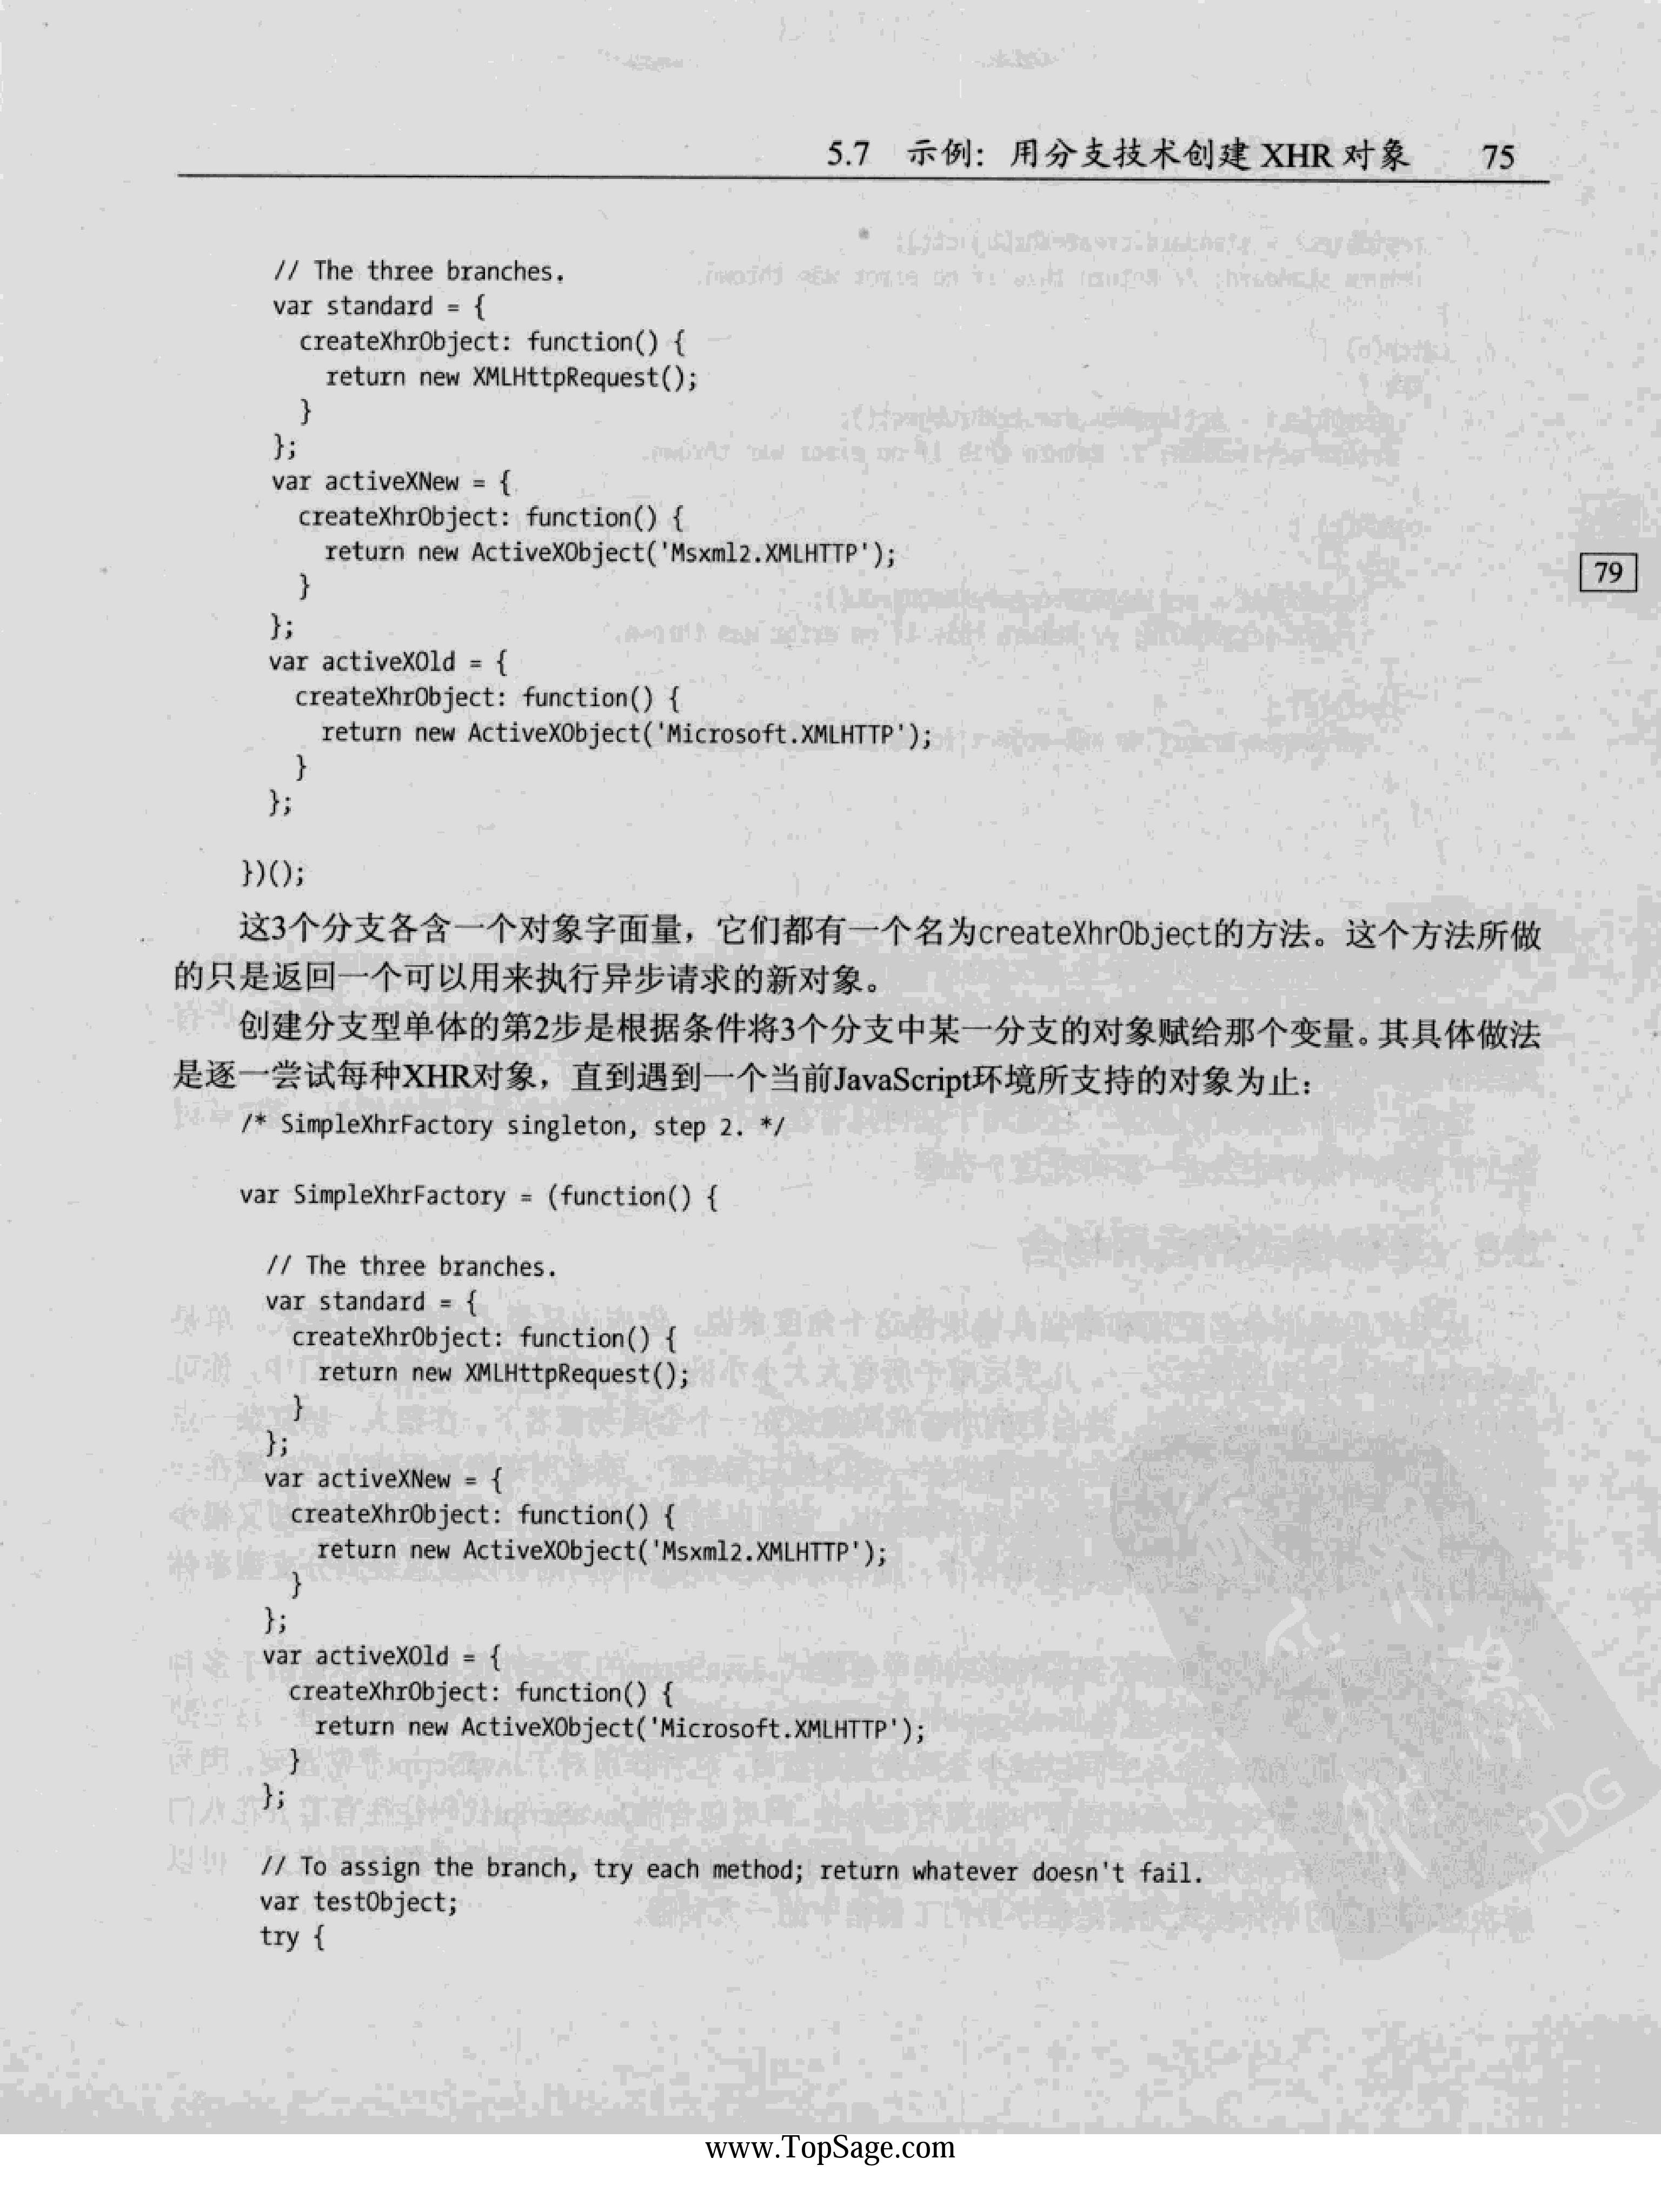 5.7 示例：用分支技术创建 XHR 对象 75
// The three branches.
var standard = {
createXhrObject: function() {
return new XMLHttpRequest();
}
};
var activeXNew = {
createXhrObject: function() {
return new ActiveXObject('Msxml2.XMLHTTP');
}
};
79
var activeXOld = {
createXhrObject: function() {
return new ActiveXObject('Microsoft.XMLHTTP');
}
};
})();
这3个分支各含一个对象字面量，它们都有一个名为createXhrObject的方法。这个方法所做
的只是返回一个可以用来执行异步请求的新对象。
创建分支型单体的第2步是根据条件将3个分支中某一分支的对象赋给那个变量。其具体做法
是逐一尝试每种XHR对象，直到遇到一个当前JavaScript环境所支持的对象为止：
/* SimpleXhrFactory singleton, step 2. */
var SimpleXhrFactory = (function() {
// The three branches.
var standard = {
createXhrObject: function() {
return new XMLHttpRequest();
}
};
var activeXNew = {
createXhrObject: function() {
return new ActiveXObject('Msxml2.XMLHTTP');
}
};
var activeXOld = {
createXhrObject: function() {
return new ActiveXObject('Microsoft.XMLHTTP');
}
};
// To assign the branch, try each method; return whatever doesn't fail.
var testObject;
try {
PDG
www.TopSage.com